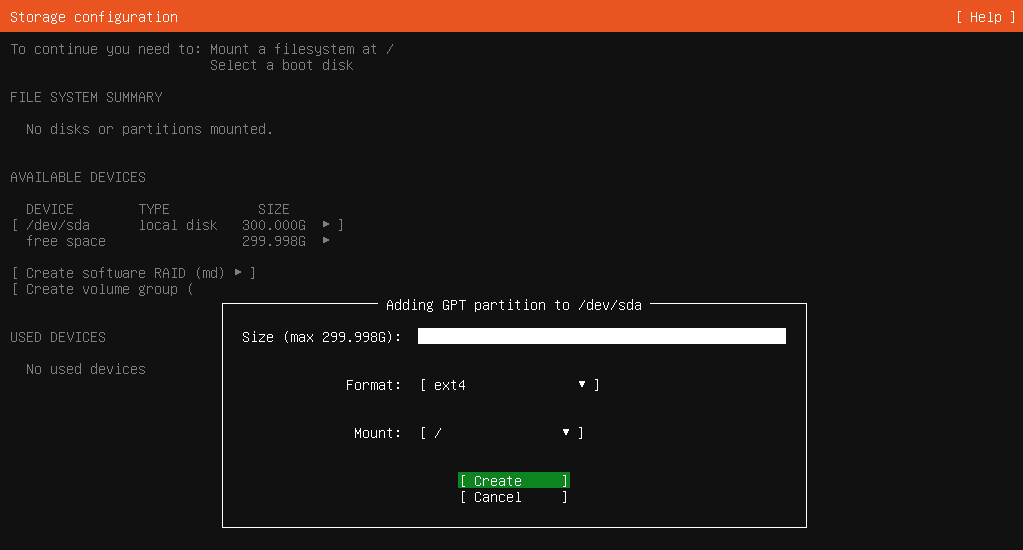 Storage configuration [ Help ]
To continue you need to: Mount a filesystem at /
Select a boot disk
FILE SYSTEM SUMMARY
No disks or partitions mounted.
AVAILABLE DEVICES
DEVICE TYPE SIZE
[ /dev/sda local disk 300.000G ► ]
free space 299.998G ►
[ Create software RAID (md) ► ]
[ Create volume group (
USED DEVICES
No used devices
Adding GPT partition to /dev/sda
Size (max 299.998G):
Format: [ ext4 ▼ ]
Mount: [ / ▼ ]
[ Create ]
[ Cancel ]